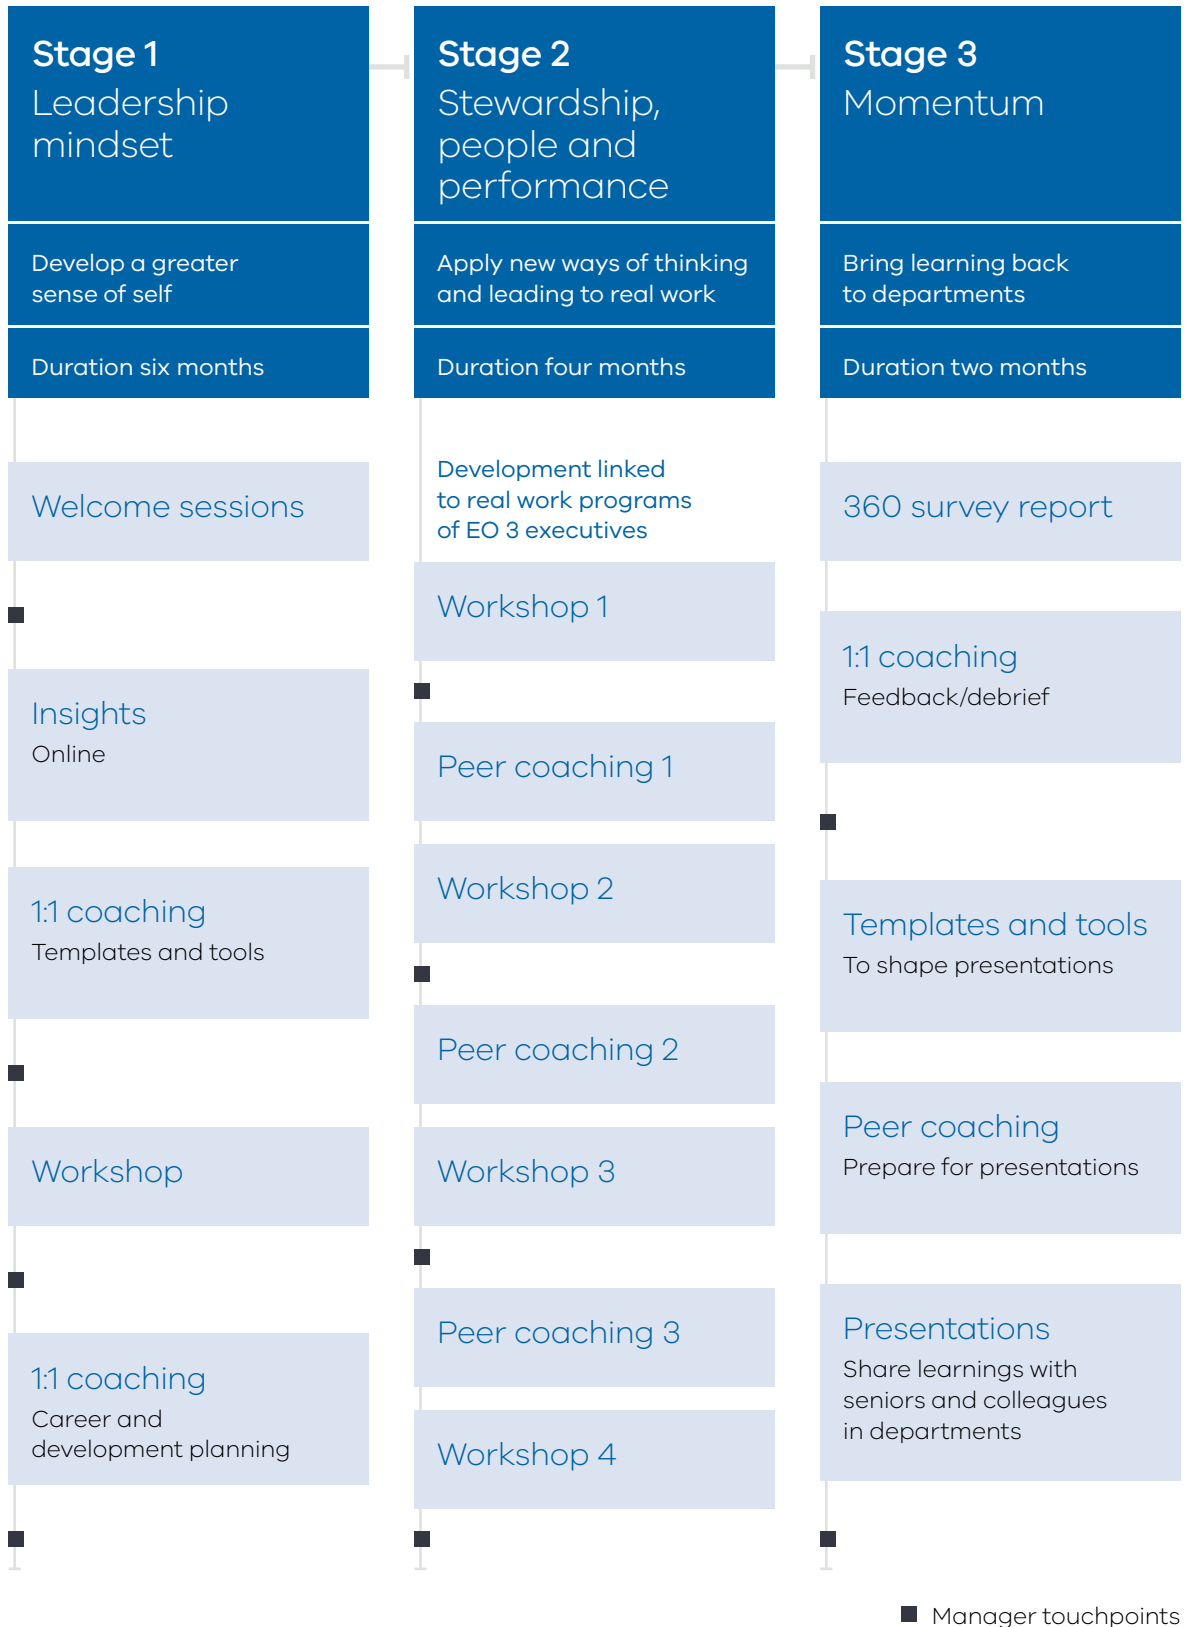 Stage 1
Leadership
mindset
Develop a greater
sense of self
Duration six months
Welcome sessions
Insights
Online
1:1 coaching
Templates and tools
Workshop
1:1 coaching
Career and
development planning
Stage 2
Stewardship,
people and
performance
Apply new ways of thinking
and leading to real work
Duration four months
Development linked
to real work programs
of EO 3 executives
Workshop 1
Peer coaching 1
Workshop 2
Peer coaching 2
Workshop 3
Peer coaching 3
Workshop 4
Stage 3
Momentum
Bring learning back
to departments
Duration two months
360 survey report
1:1 coaching
Feedback/debrief
Templates and tools
To shape presentations
Peer coaching
Prepare for presentations
Presentations
Share learnings with
seniors and colleagues
in departments
Manager touchpoints